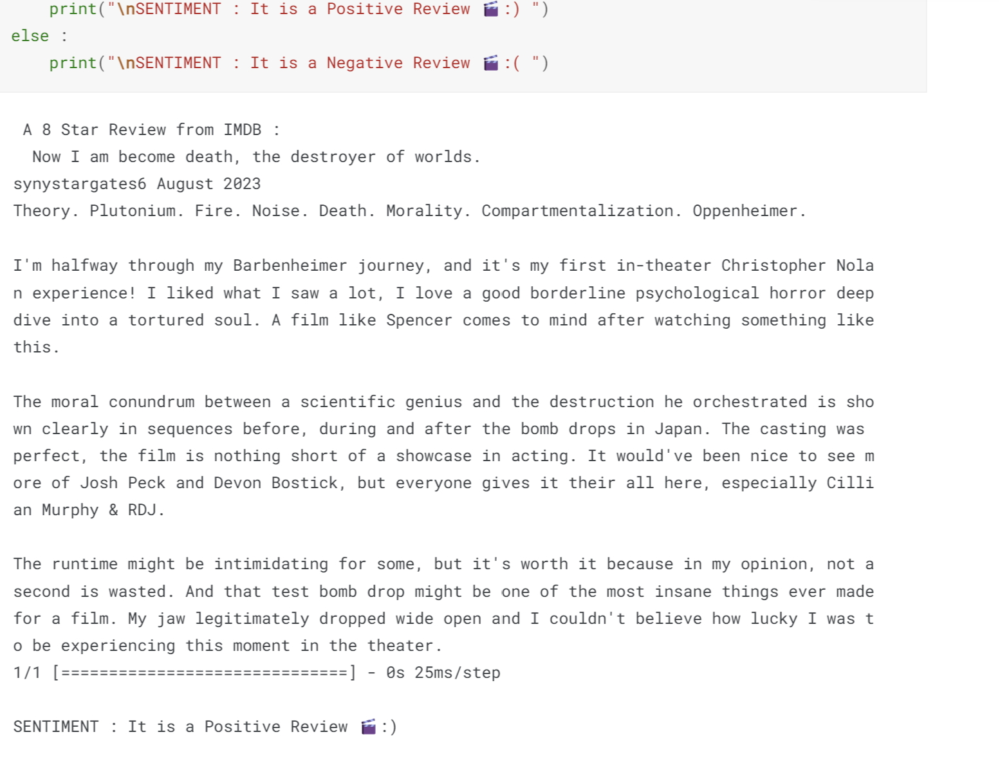 print("\nSENTIMENT : It is a Positive Review 🎬:) ")
else :
print("\nSENTIMENT : It is a Negative Review 🎬:( ")
A 8 Star Review from IMDB :
Now I am become death, the destroyer of worlds.
synystargates6 August 2023
Theory. Plutonium. Fire. Noise. Death. Morality. Compartmentalization. Oppenheimer.
I'm halfway through my Barbenheimer journey, and it's my first in-theater Christopher Nola
n experience! I liked what I saw a lot, I love a good borderline psychological horror deep
dive into a tortured soul. A film like Spencer comes to mind after watching something like
this.
The moral conundrum between a scientific genius and the destruction he orchestrated is sho
wn clearly in sequences before, during and after the bomb drops in Japan. The casting was
perfect, the film is nothing short of a showcase in acting. It would've been nice to see m
ore of Josh Peck and Devon Bostick, but everyone gives it their all here, especially Cilli
an Murphy & RDJ.
The runtime might be intimidating for some, but it's worth it because in my opinion, not a
second is wasted. And that test bomb drop might be one of the most insane things ever made
for a film. My jaw legitimately dropped wide open and I couldn't believe how lucky I was t
o be experiencing this moment in the theater.
1/1 [==============================] - 0s 25ms/step
SENTIMENT : It is a Positive Review 🎬:)